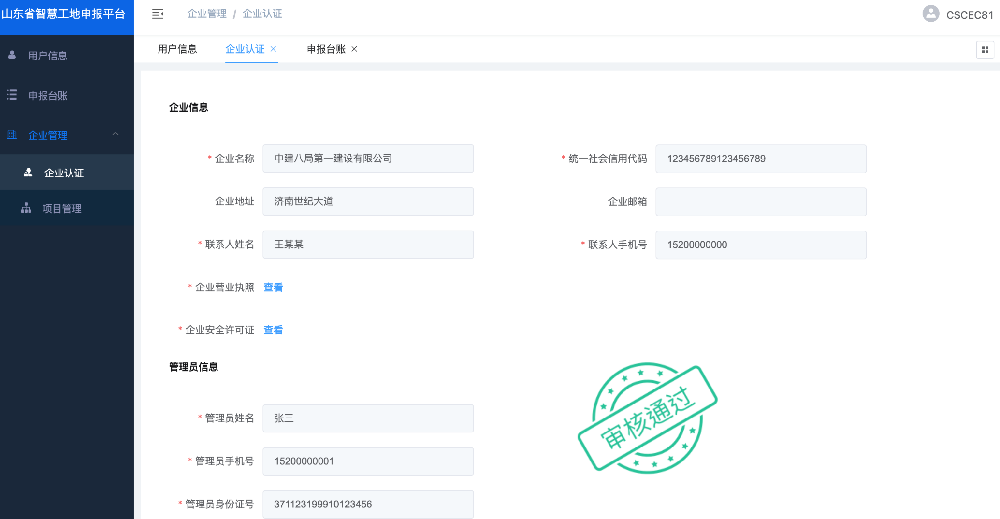 山东省智慧工地申报平台
企业管理 / 企业认证
CSCEC81
用户信息
企业认证
申报台账
用户信息
申报台账
企业管理
企业认证
项目管理
企业信息
* 企业名称 中建八局第一建设有限公司
* 统一社会信用代码 123456789123456789
企业地址 济南世纪大道
企业邮箱
* 联系人姓名 王某某
* 联系人手机号 15200000000
* 企业营业执照 查看
* 企业安全许可证 查看
管理员信息
审核通过
* 管理员姓名 张三
* 管理员手机号 15200000001
* 管理员身份证号 371123199910123456